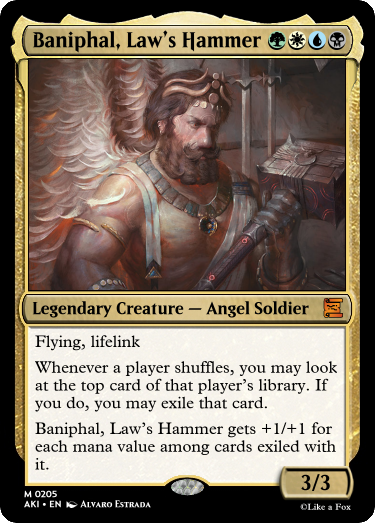 Baniphal, Law's Hammer
Legendary Creature — Angel Soldier
Flying, lifelink
Whenever a player shuffles, you may look
at the top card of that player's library. If
you do, you may exile that card.
Baniphal, Law's Hammer gets +1/+1 for
each mana value among cards exiled with
it.
3/3
M 0205
AKI • EN Alvaro Estrada
©Like a Fox